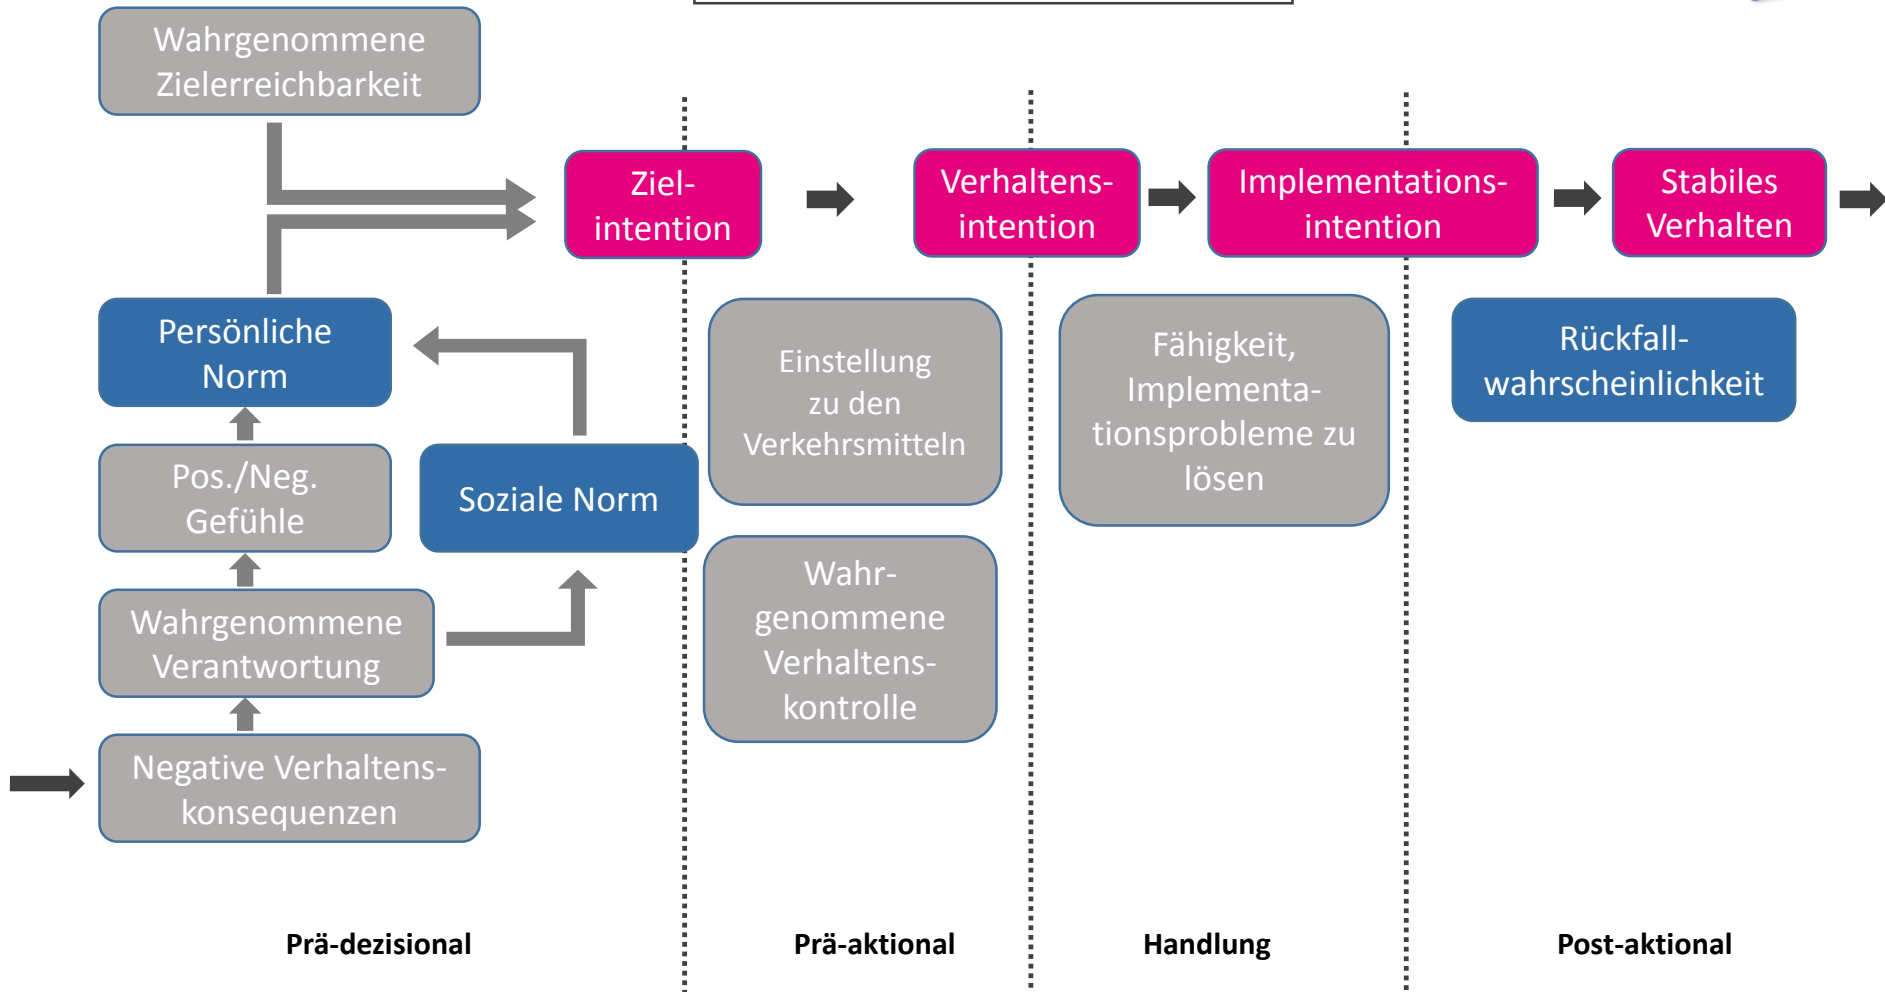 Wahrgenommene
Zielerreichbarkeit
Ziel-
intention
Verhaltens-
intention
Implementations-
intention
Stabiles
Verhalten
Persönliche
Norm
Pos./Neg.
Gefühle
Soziale Norm
Wahrgenommene
Verantwortung
Negative Verhaltens-
konsequenzen
Einstellung
zu den
Verkehrsmitteln
Wahr-
genommene
Verhaltens-
kontrolle
Fähigkeit,
Implementa-
tionsprobleme zu
lösen
Rückfall-
wahrscheinlichkeit
Prä-dezisional
Prä-aktional
Handlung
Post-aktional